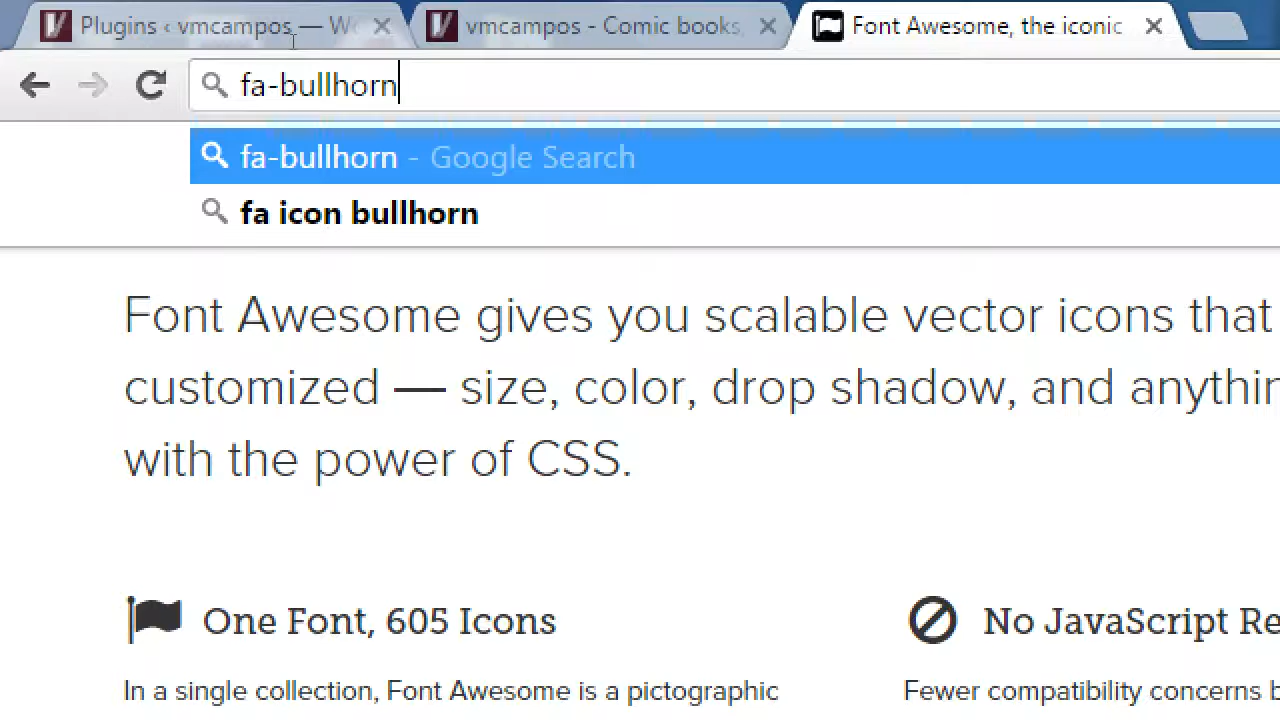 Plugins ‹ vmcampos — Wo
vmcampos - Comic books,
Font Awesome, the iconic
fa-bullhorn
fa-bullhorn - Google Search
fa icon bullhorn
Font Awesome gives you scalable vector icons that
customized — size, color, drop shadow, and anythin
with the power of CSS.
One Font, 605 Icons
No JavaScript Re
In a single collection, Font Awesome is a pictographic
Fewer compatibility concerns b